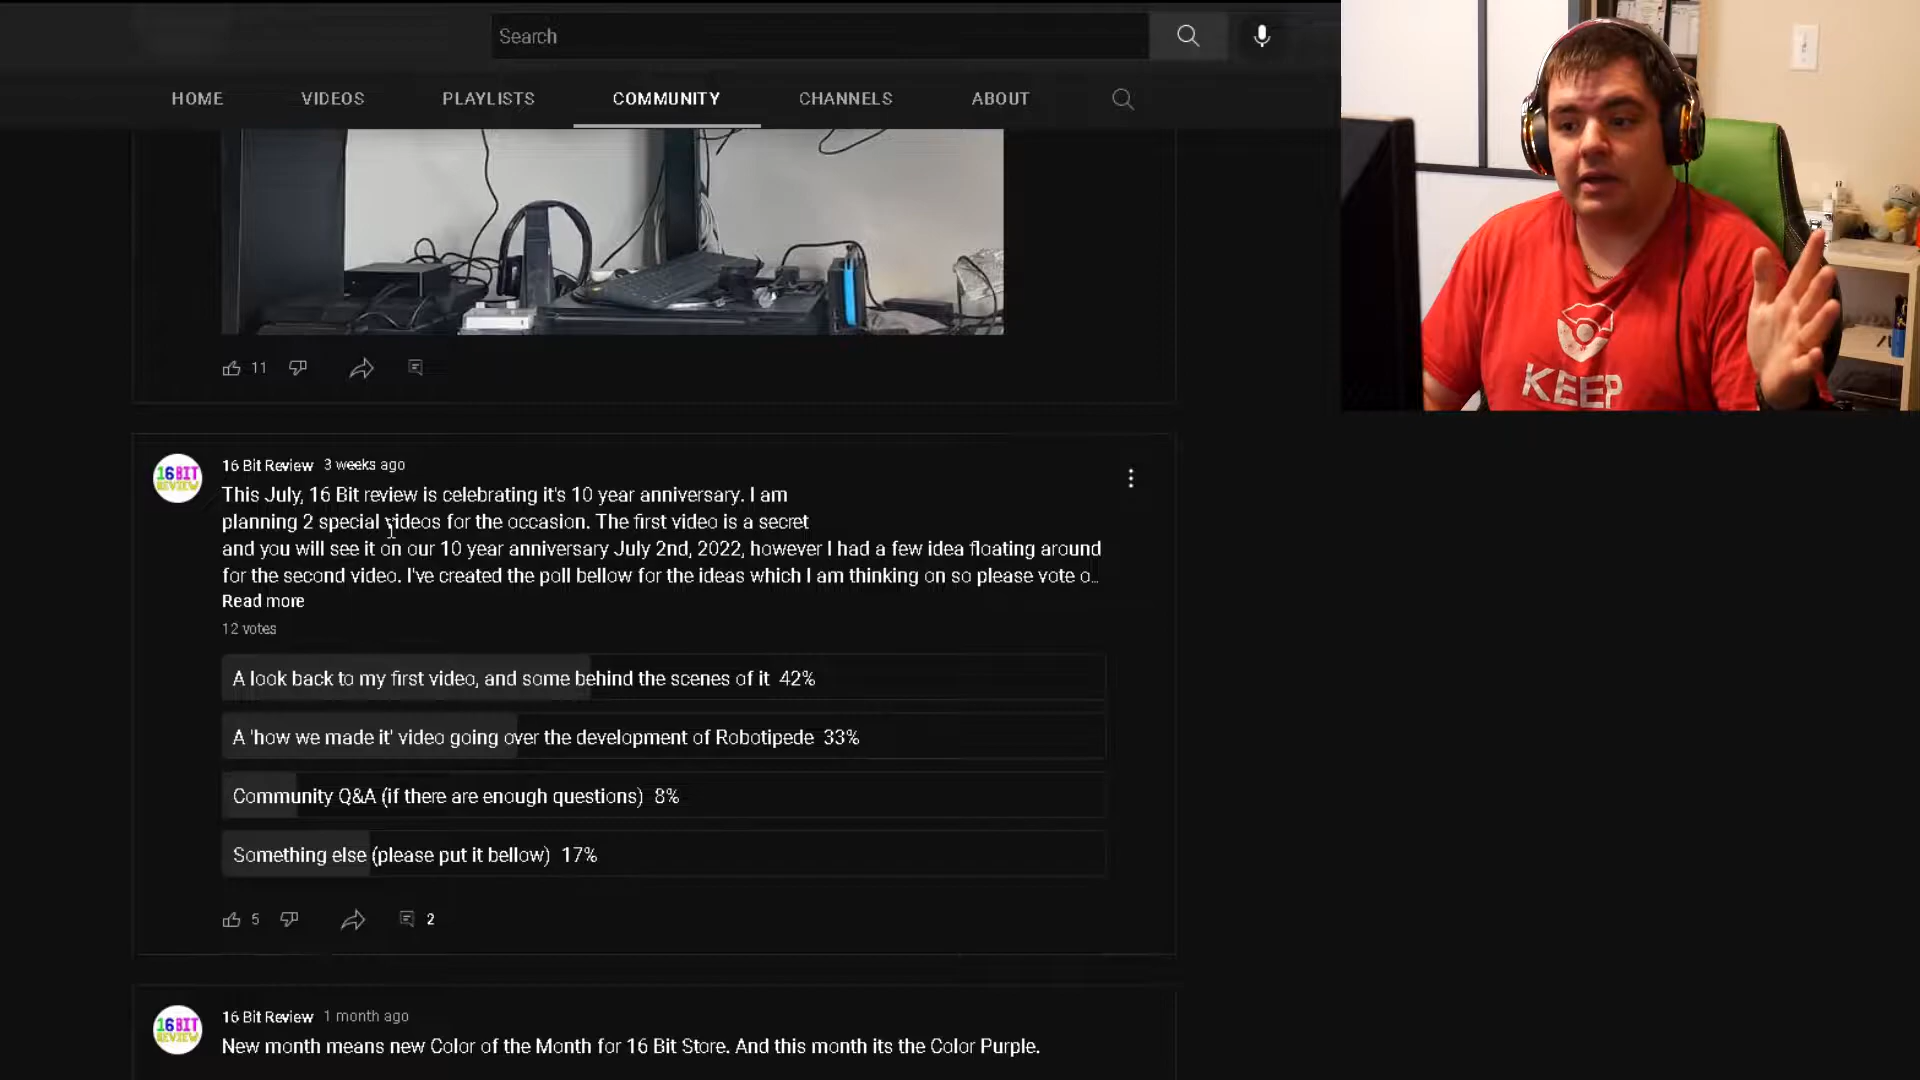 Search
HOME VIDEOS PLAYLISTS COMMUNITY CHANNELS ABOUT
KEEP
11
16 BIT
REVIEW
16 Bit Review 3 weeks ago
This July, 16 Bit review is celebrating it's 10 year anniversary. I am
planning 2 special videos for the occasion. The first video is a secret
and you will see it on our 10 year anniversary July 2nd, 2022, however I had a few idea floating around
for the second video. I've created the poll bellow for the ideas which I am thinking on so please vote o...
Read more
12 votes
A look back to my first video, and some behind the scenes of it 42%
A 'how we made it' video going over the development of Robotipede 33%
Community Q&A (if there are enough questions) 8%
Something else (please put it bellow) 17%
5 2
16 BIT
REVIEW
16 Bit Review 1 month ago
New month means new Color of the Month for 16 Bit Store. And this month its the Color Purple.